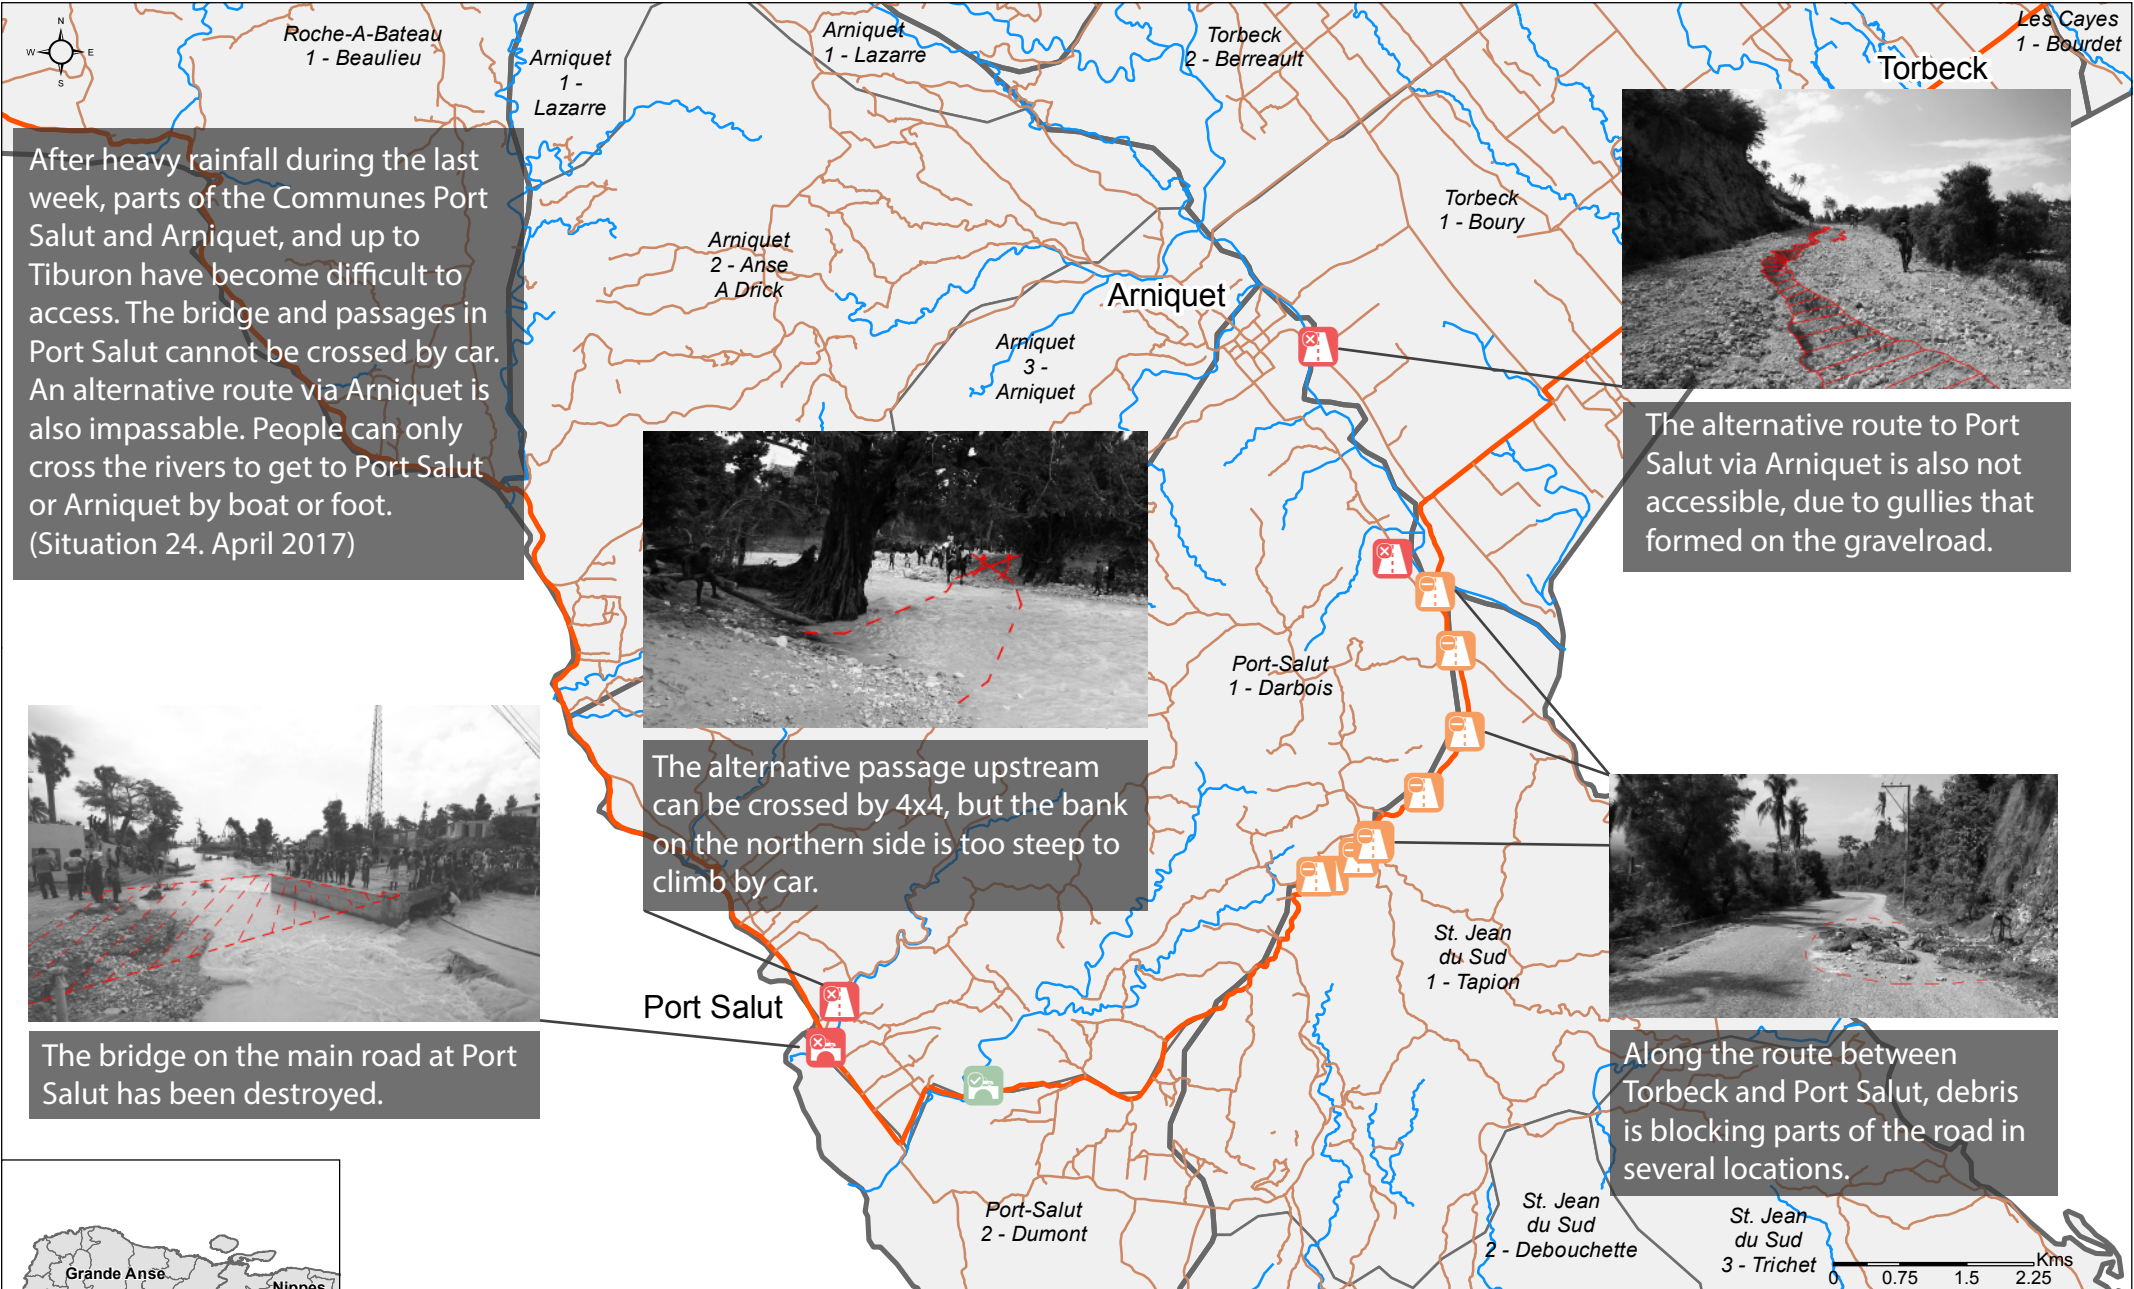 N
W
E
S
Roche-A-Bateau
1 - Beaulieu
Arniquet
1 -
Lazarre
Arniquet
1 - Lazarre
Torbeck
2 - Berreault
Les Cayes
1 - Bourdet
Torbeck
After heavy rainfall during the last
week, parts of the Communes Port
Salut and Arniquet, and up to
Tiburon have become difficult to
access. The bridge and passages in
Port Salut cannot be crossed by car.
An alternative route via Arniquet is
also impassable. People can only
cross the rivers to get to Port Salut
or Arniquet by boat or foot.
(Situation 24. April 2017)
Arniquet
2 - Anse
A Drick
Torbeck
1 - Boury
Arniquet
Arniquet
3 -
Arniquet
The alternative route to Port
Salut via Arniquet is also not
accessible, due to gullies that
formed on the gravelroad.
Port-Salut
1 - Darbois
The alternative passage upstream
can be crossed by 4x4, but the bank
on the northern side is too steep to
climb by car.
St. Jean
du Sud
1 - Tapion
Port Salut
The bridge on the main road at Port
Salut has been destroyed.
Along the route between
Torbeck and Port Salut, debris
is blocking parts of the road in
several locations.
Port-Salut
2 - Dumont
St. Jean
du Sud
2 - Debouchette
St. Jean
du Sud
3 - Trichet
Kms
0 0.75 1.5 2.25
Grande Anse
Nippes